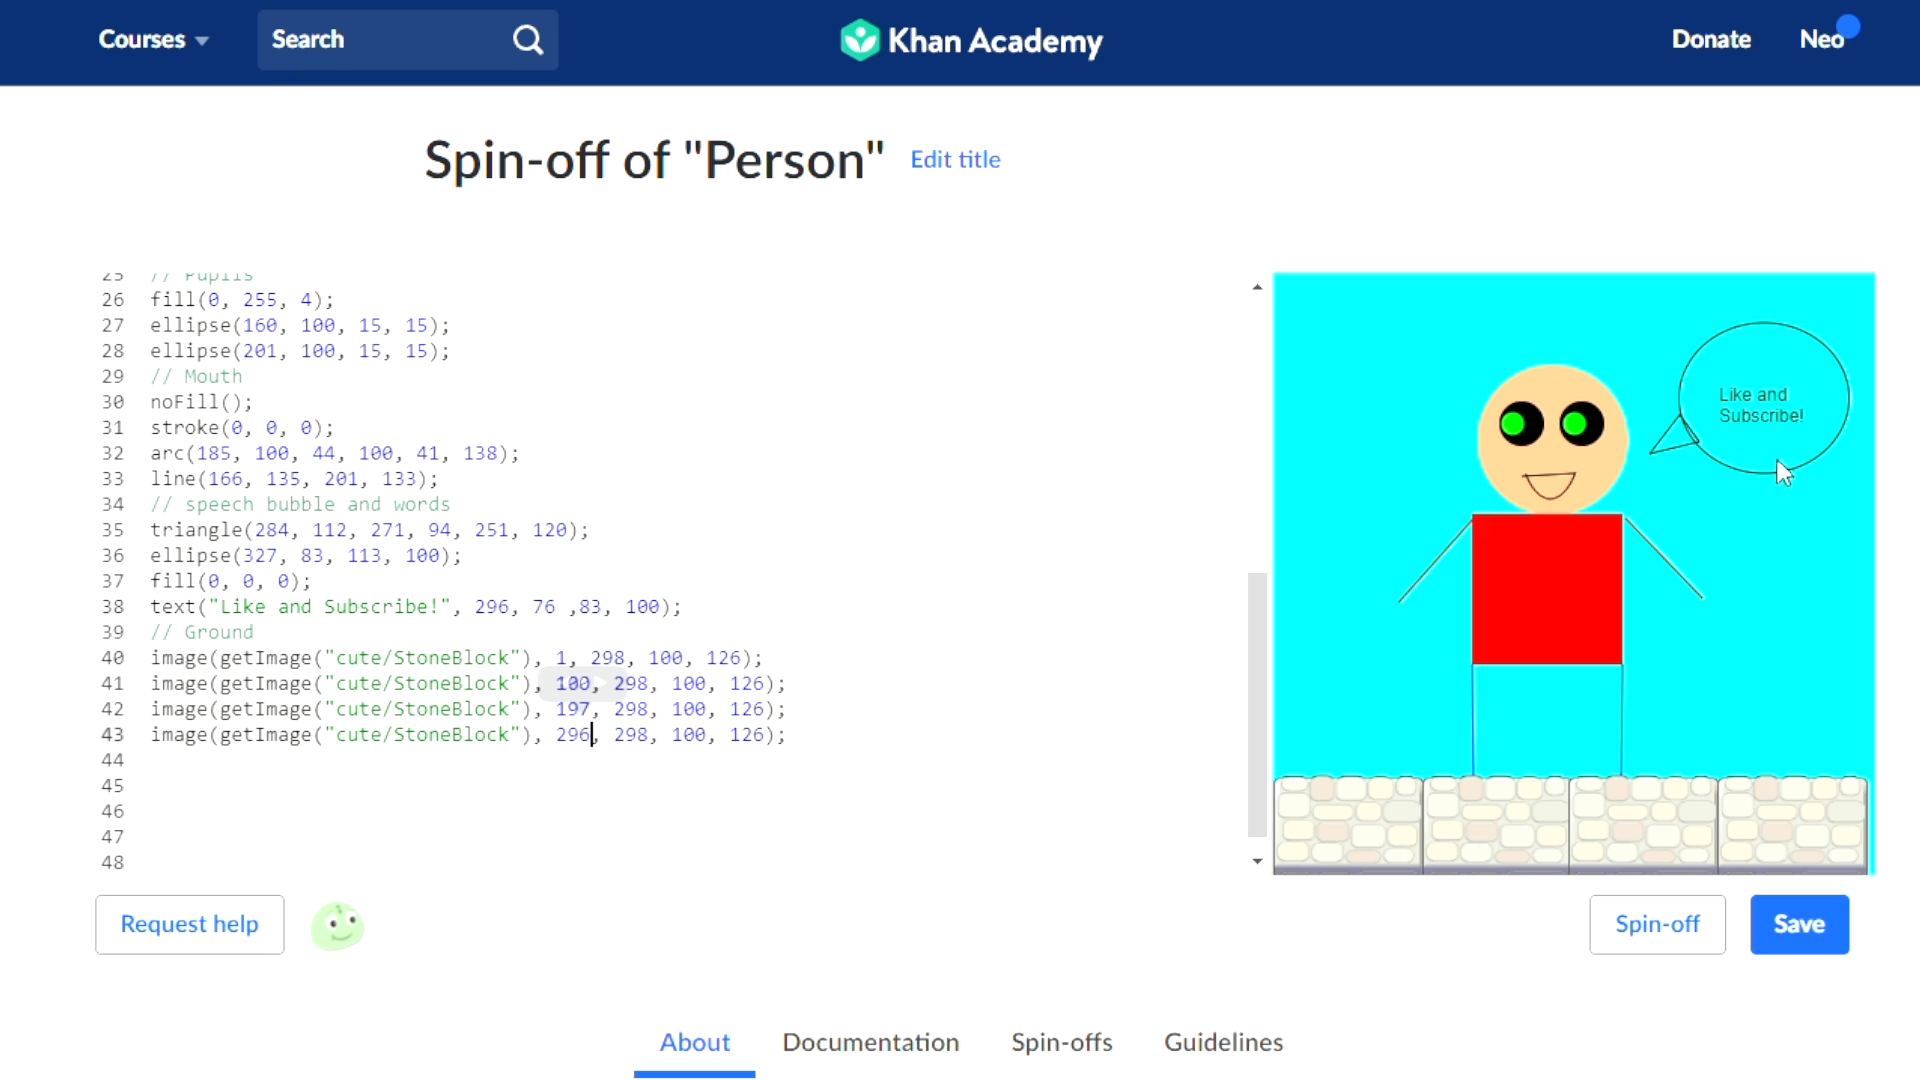 Courses
Search
Khan Academy
Donate
Neo
Spin-off of "Person"
Edit title
25 // Pupils
26 fill(0, 255, 4);
27 ellipse(160, 100, 15, 15);
28 ellipse(201, 100, 15, 15);
29 // Mouth
30 noFill();
31 stroke(0, 0, 0);
32 arc(185, 100, 44, 100, 41, 138);
33 line(166, 135, 201, 133);
34 // speech bubble and words
35 triangle(284, 112, 271, 94, 251, 120);
36 ellipse(327, 83, 113, 100);
37 fill(0, 0, 0);
38 text("Like and Subscribe!", 296, 76 ,83, 100);
39 // Ground
40 image(getImage("cute/StoneBlock"), 1, 298, 100, 126);
41 image(getImage("cute/StoneBlock"), 100, 298, 100, 126);
42 image(getImage("cute/StoneBlock"), 197, 298, 100, 126);
43 image(getImage("cute/StoneBlock"), 296, 298, 100, 126);
44
45
46
47
48
Like and
Subscribe!
Request help
Spin-off
Save
About
Documentation
Spin-offs
Guidelines